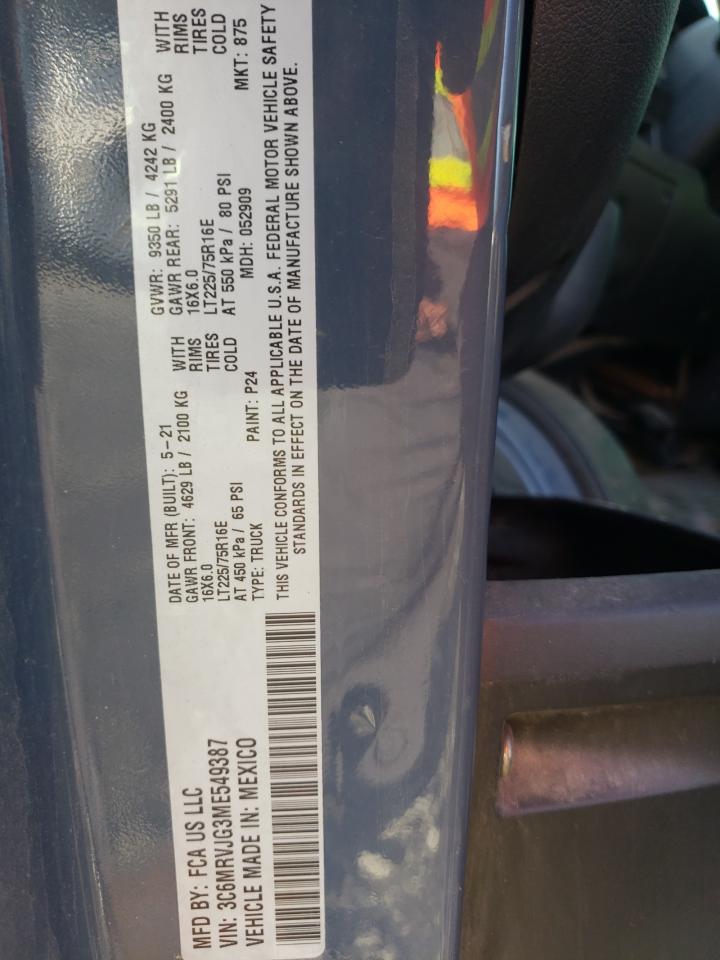 MFD BY: FCA US LLC
VIN: 3C6MRVJG3ME549387
VEHICLE MADE IN: MEXICO
DATE OF MFR (BUILT): 5-21
GAWR FRONT: 4629 LB / 2100 KG WITH
16X6.0 RIMS
LT225/75R16E TIRES
AT 450 kPa / 65 PSI COLD
TYPE: TRUCK PAINT: P24
GVWR: 9350 LB / 4242 KG
GAWR REAR: 5291 LB / 2400 KG WITH
16X6.0 RIMS
LT225/75R16E TIRES
AT 550 kPa / 80 PSI COLD
MDH: 052909 MKT: 875
THIS VEHICLE CONFORMS TO ALL APPLICABLE U.S.A. FEDERAL MOTOR VEHICLE SAFETY
STANDARDS IN EFFECT ON THE DATE OF MANUFACTURE SHOWN ABOVE.